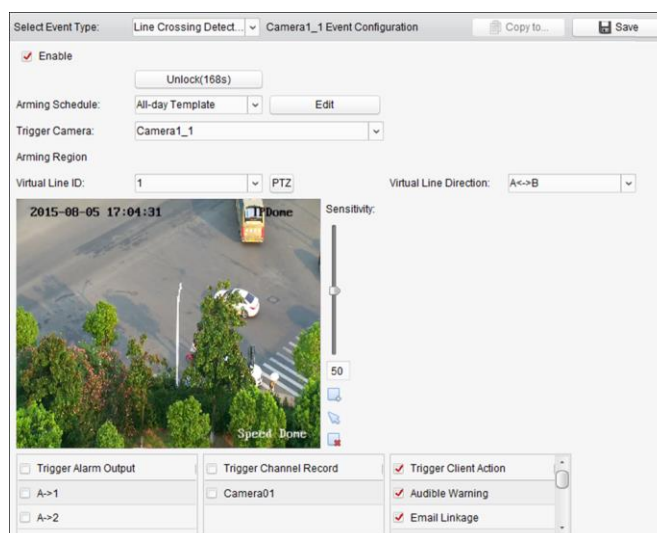 Select Event Type: Line Crossing Detect... Camera1_1 Event Configuration Copy to... Save
Enable
Unlock(168s)
Arming Schedule: All-day Template Edit
Trigger Camera: Camera1_1
Arming Region
Virtual Line ID: 1 PTZ Virtual Line Direction: A<->B
2015-08-05 17:04:31 IPDome Sensitivity:
50
Speed Dome
Trigger Alarm Output Trigger Channel Record Trigger Client Action
A->1 Camera01 Audible Warning
A->2 Email Linkage